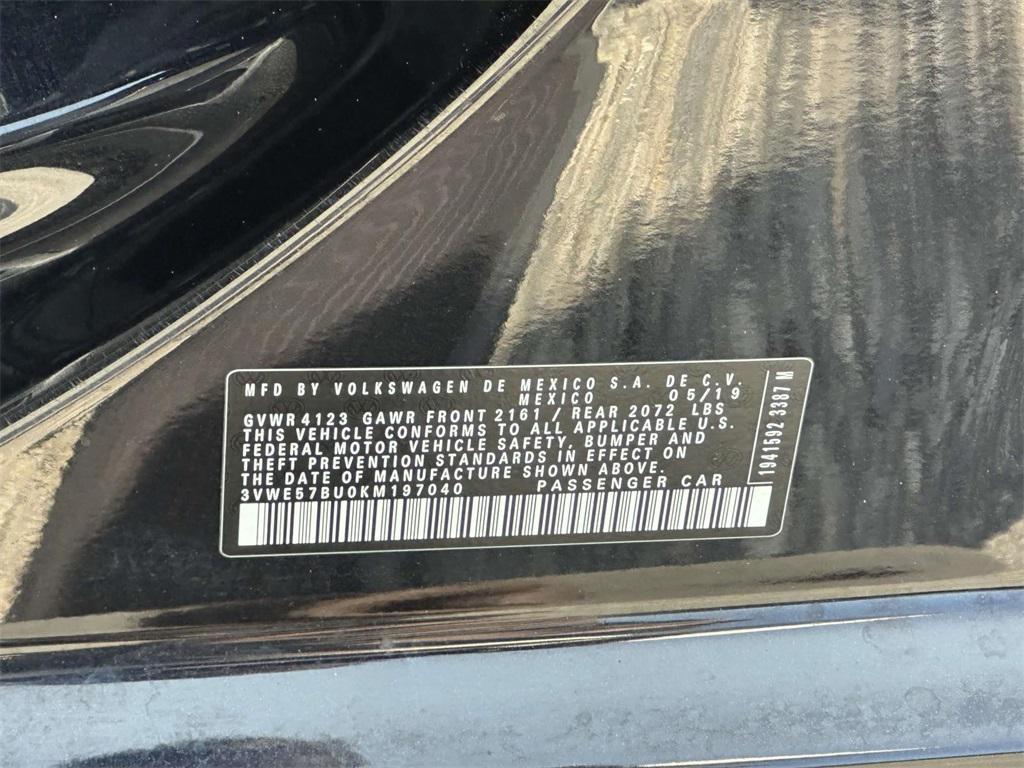 MFD BY VOLKSWAGEN DE MEXICO S.A. DE C.V.
MEXICO 05/19
GVWR 4123 GAWR FRONT 2161 / REAR 2072 LBS
THIS VEHICLE CONFORMS TO ALL APPLICABLE U.S.
FEDERAL MOTOR VEHICLE SAFETY, BUMPER AND
THEFT PREVENTION STANDARDS IN EFFECT ON
THE DATE OF MANUFACTURE SHOWN ABOVE.
3VWE57BU0KM197040 PASSENGER CAR
1941592 3387 M